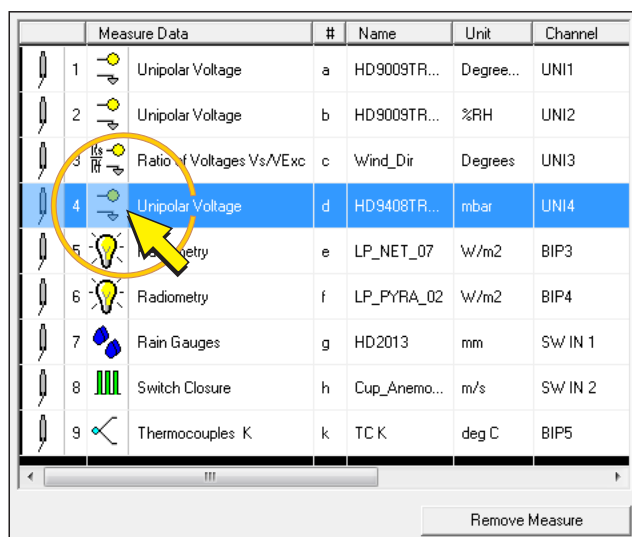 Measure Data # Name Unit Channel
1 Unipolar Voltage a HD9009TR... Degree... UNI1
2 Unipolar Voltage b HD9009TR... %RH UNI2
3 Rs Rf Ratio of Voltages Vs/VExc c Wind_Dir Degrees UNI3
4 Unipolar Voltage d HD9408TR... mbar UNI4
5 e LP_NET_07 W/m2 BIP3
6 Radiometry f LP_PYRA_02 W/m2 BIP4
7 Rain Gauges g HD2013 mm SW IN 1
8 Switch Closure h Cup_Anemo... m/s SW IN 2
9 Thermocouples K k TC K deg C BIP5
Remove Measure